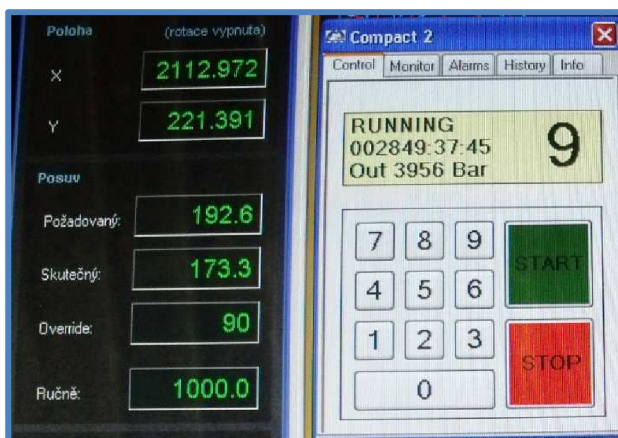 Poloha (rotace vypnuta)
X 2112.972
Y 221.391
Posuv
Požadovaný: 192.6
Skutečný: 173.3
Override: 90
Ručně: 1000.0
Compact 2
Control Monitor Alarms History Info
RUNNING
002849:37:45
Out 3956 Bar
9
7 8 9
START
4 5 6
1 2 3
STOP
0